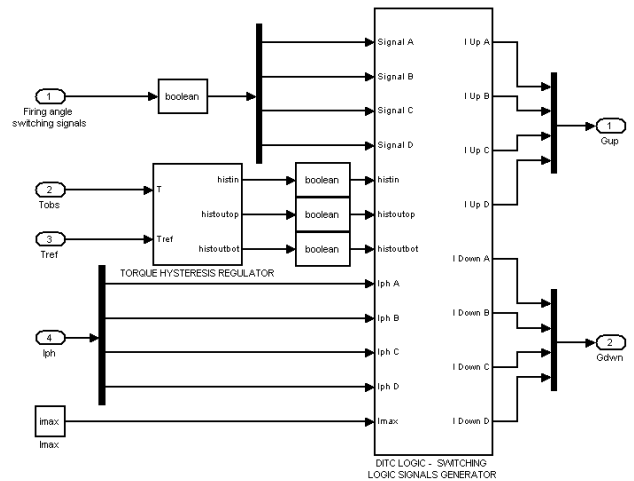 1
Firing angle
switching signals
boolean
2
Tobs
3
Tref
T
Tref
histin
histoutop
histoutbot
TORQUE HYSTERESIS REGULATOR
boolean
boolean
boolean
4
Iph
imax
Imax
Signal A
Signal B
Signal C
Signal D
histin
histoutop
histoutbot
Iph A
Iph B
Iph C
Iph D
Imax
I Up A
I Up B
I Up C
I Up D
I Down A
I Down B
I Down C
I Down D
DITC LOGIC - SWITCHING
LOGIC SIGNALS GENERATOR
1
Gup
2
Gdwn